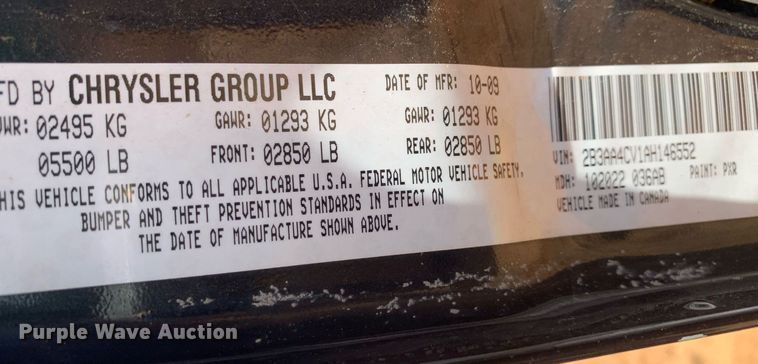 FD BY CHRYSLER GROUP LLC DATE OF MFR: 10-09
VWR: 02495 KG GAWR: 01293 KG GAWR: 01293 KG
05500 LB FRONT: 02850 LB REAR: 02850 LB
HIS VEHICLE CONFORMS TO ALL APPLICABLE U.S.A. FEDERAL MOTOR VEHICLE SAFETY,
BUMPER AND THEFT PREVENTION STANDARDS IN EFFECT ON
THE DATE OF MANUFACTURE SHOWN ABOVE.
VIN: 2B3AA4CV1AH146552
MDH: 102022 036AB PAINT: PXR
VEHICLE MADE IN CANADA
Purple Wave Auction